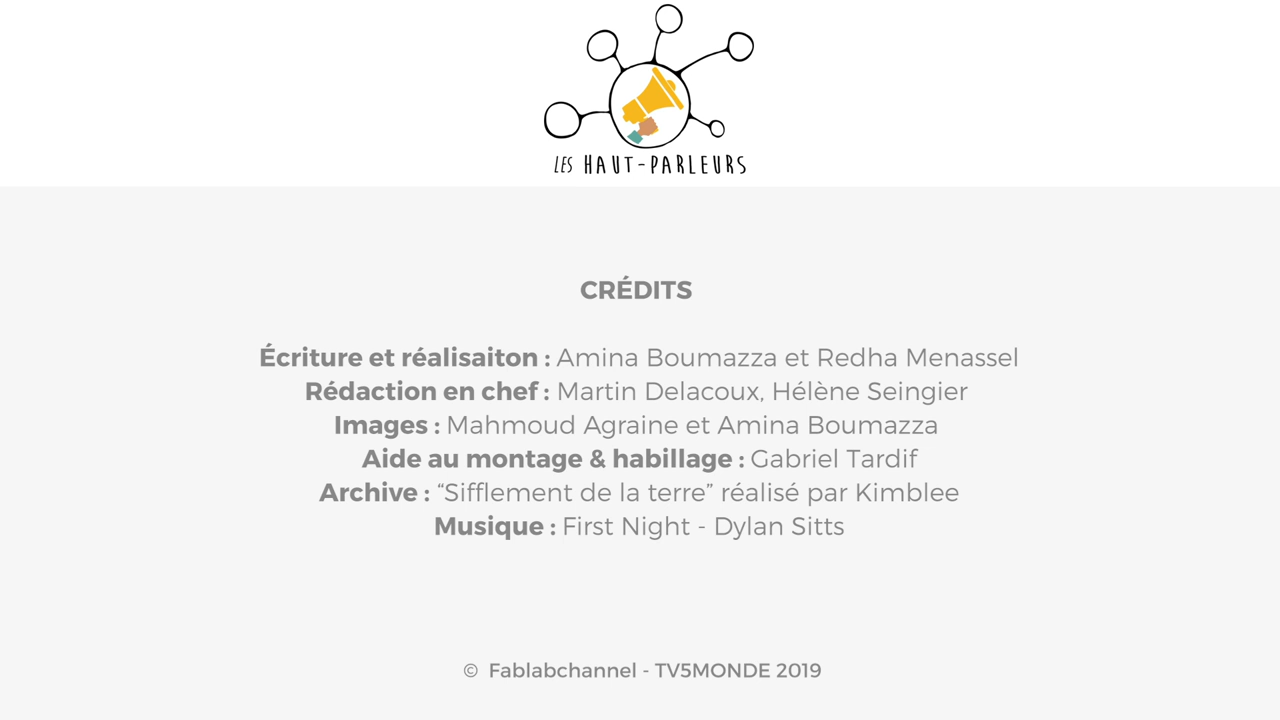 LES HAUT-PARLEURS
CRÉDITS
Écriture et réalisaiton : Amina Boumazza et Redha Menassel
Rédaction en chef : Martin Delacoux, Hélène Seingier
Images : Mahmoud Agraine et Amina Boumazza
Aide au montage & habillage : Gabriel Tardif
Archive : “Sifflement de la terre” réalisé par Kimblee
Musique : First Night - Dylan Sitts
© Fablabchannel - TV5MONDE 2019